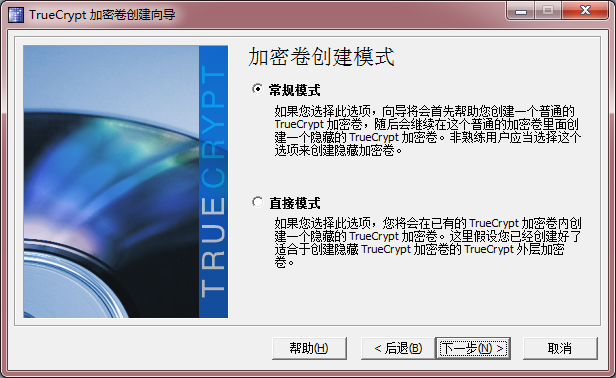 TrueCrypt 加密卷创建向导
TRUECRYPT
加密卷创建模式
常规模式
如果您选择此选项，向导将会首先帮助您创建一个普通的
TrueCrypt 加密卷，随后会继续在这个普通的加密卷里面创
建一个隐藏的 TrueCrypt 加密卷。非熟练用户应当选择这个
选项来创建隐藏加密卷。
直接模式
如果您选择此选项，您将会在已有的 TrueCrypt 加密卷内创
建一个隐藏的 TrueCrypt 加密卷。这里假设您已经创建好了
适合于创建隐藏 TrueCrypt 加密卷的 TrueCrypt 外层加密
卷。
帮助(H)
< 后退(B)
下一步(N) >
取消